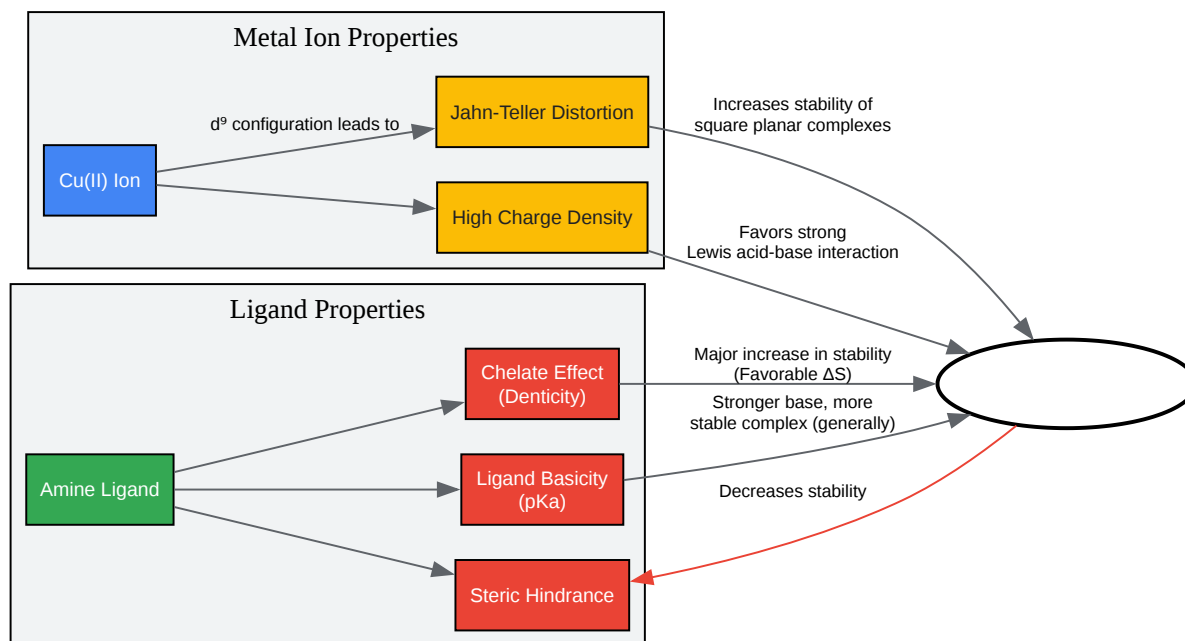 Metal Ion Properties
Jahn-Teller Distortion
d⁹ configuration leads to
Cu(II) Ion
High Charge Density
Increases stability of
square planar complexes
Favors strong
Lewis acid-base interaction
Ligand Properties
Chelate Effect
(Denticity)
Major increase in stability
(Favorable ΔS)
Amine Ligand
Ligand Basicity
(pKa)
Stronger base, more
stable complex (generally)
Steric Hindrance
Decreases stability